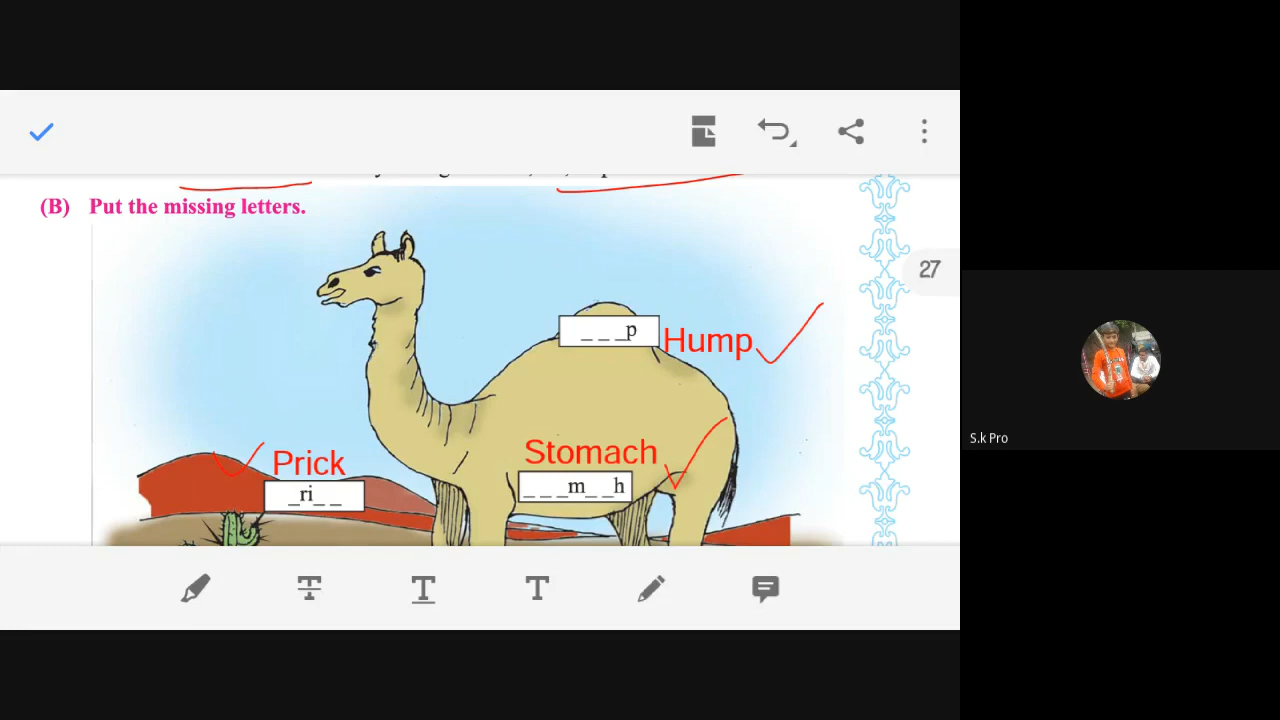 (B) Put the missing letters.
27
_ _ _p
Hump
Stomach
Prick
_ _ _m_ _h
_ri_ _
S.k Pro